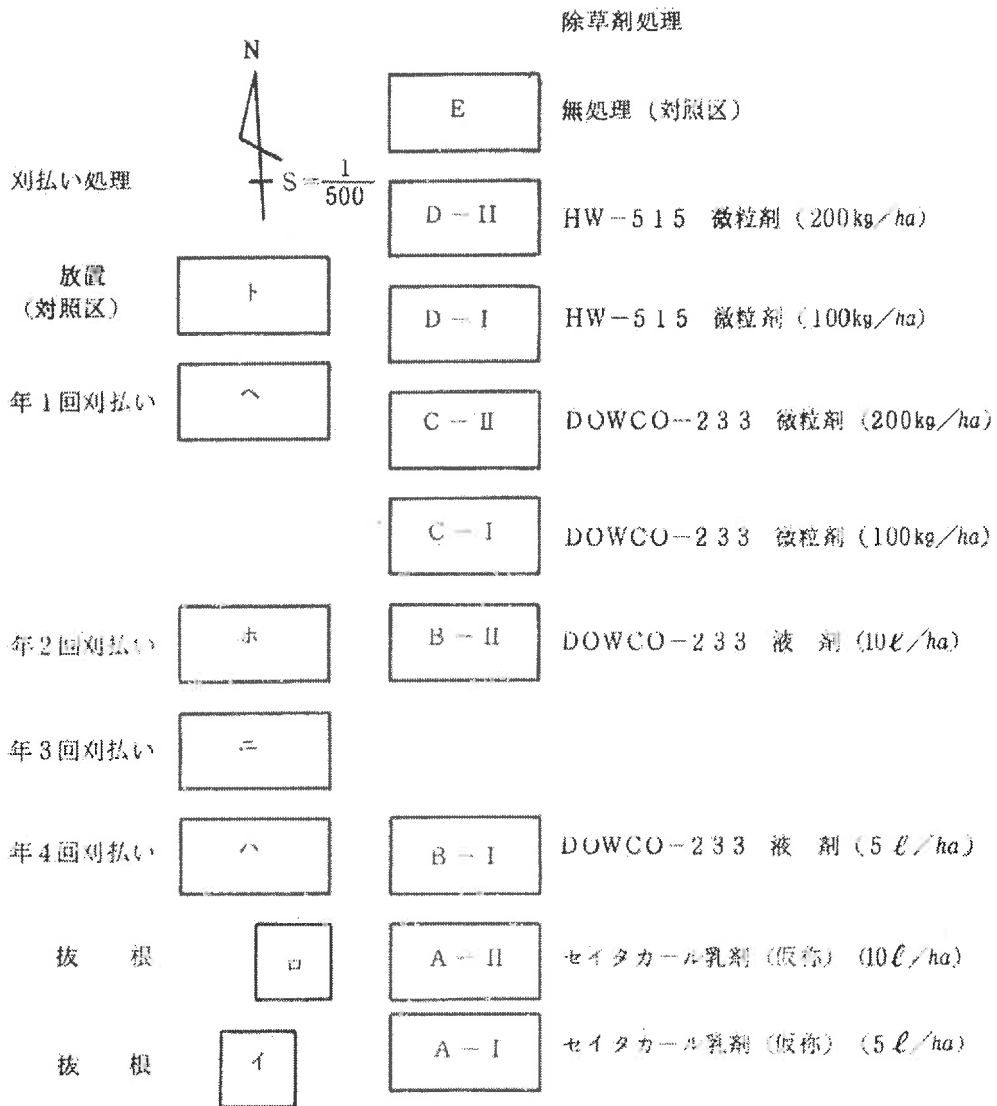 除草剤処理
N
E 無処理 (対照区)
刈払い処理
S=1/500
D-II HW-515 微粒剤 (200kg/ha)
放置
(対照区)
ト
D-I HW-515 微粒剤 (100kg/ha)
年1回刈払い ヘ
C-II DOWCO-233 微粒剤 (200kg/ha)
C-I DOWCO-233 微粒剤 (100kg/ha)
年2回刈払い ホ B-II DOWCO-233 液 剤 (10ℓ/ha)
年3回刈払い ニ
年4回刈払い ハ B-I DOWCO-233 液 剤 (5ℓ/ha)
抜 根 ロ A-II セイタカール乳剤 (仮称) (10ℓ/ha)
抜 根 イ A-I セイタカール乳剤 (仮称) (5ℓ/ha)